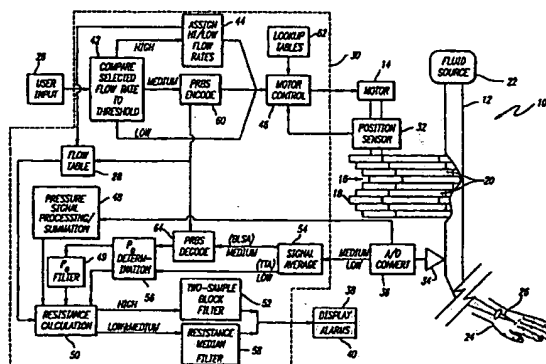 44
ASSIGN
HI/LOW
FLOW
RATES
62
LOOKUP
TABLES
30
14
MOTOR
FLUID
SOURCE
22
12
10
28
USER
INPUT
42
COMPARE
SELECTED
FLOW RATE
TO
THRESHOLD
HIGH
MEDIUM
LOW
PRBS
ENCODE
60
MOTOR
CONTROL
46
POSITION
SENSOR
32
16
18
20
FLOW
TABLE
PRESSURE
SIGNAL
PROCESSING/
SUMMATION
48
64
PRBS
DECODE
(BLSA)
MEDIUM
(TTA)
LOW
54
SIGNAL
AVERAGE
MEDIUM
LOW
A/D
CONVERT
36
34
DETERMINATION
56
49
FILTER
RESISTANCE
CALCULATION
50
HIGH
LOW&MEDIUM
TWO-SAMPLE
BLOCK
FILTER
52
RESISTANCE
MEDIAN
FILTER
58
38
DISPLAY
ALARMS
40
26
24